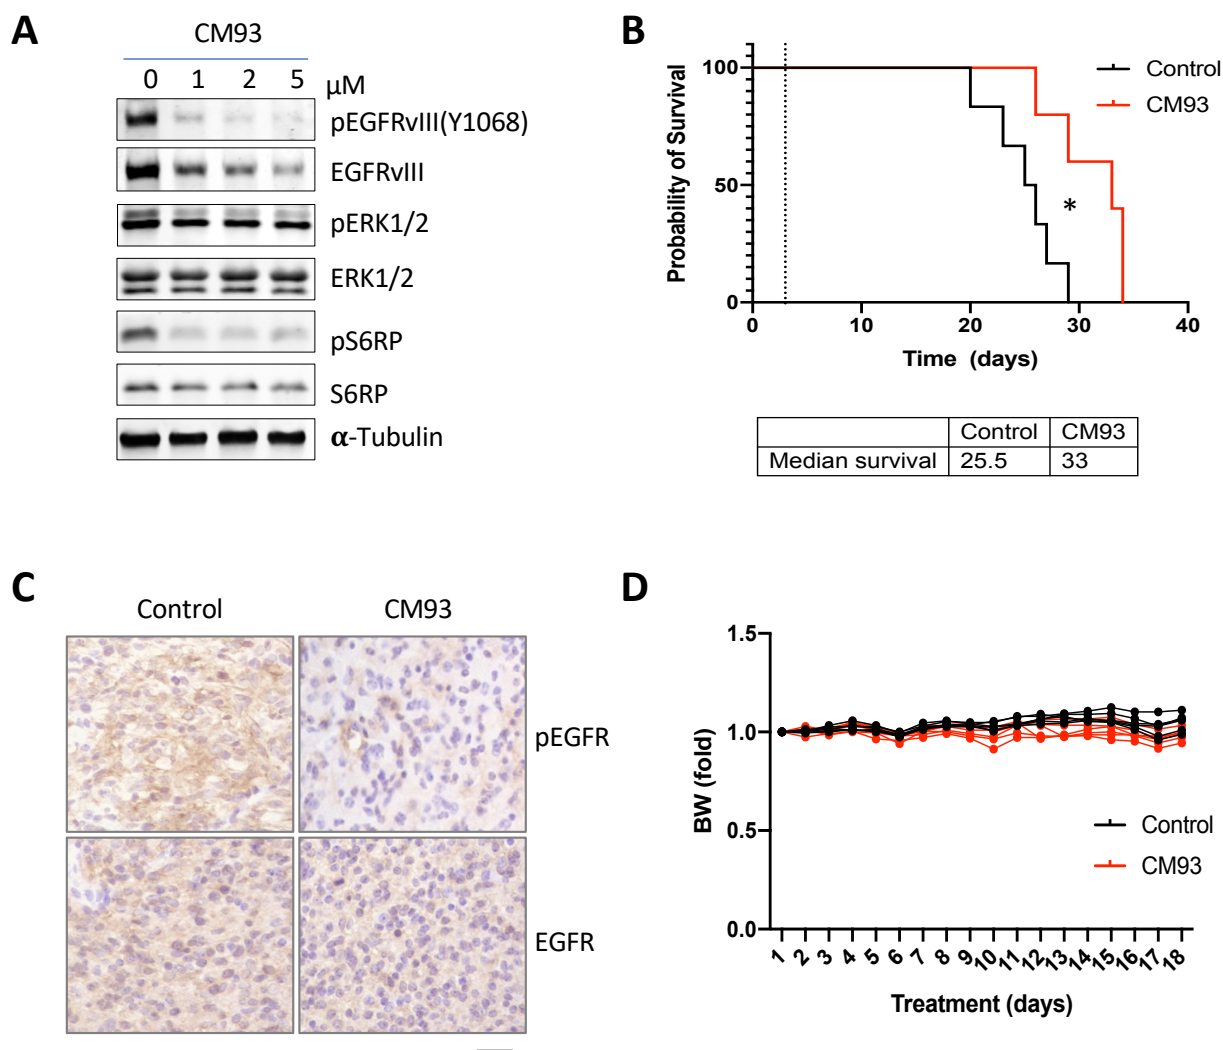 A
CM93
0 1 2 5 μM
pEGFRvIII(Y1068)
EGFRvIII
pERK1/2
ERK1/2
pS6RP
S6RP
α-Tubulin
B
Probability of Survival
100
50
0
0 10 20 30 40
Time (days)
*
Control
CM93
Control CM93
Median survival 25.5 33
C
Control CM93
pEGFR
EGFR
D
BW (fold)
1.5
1.0
0.5
0.0
1 2 3 4 5 6 7 8 9 10 11 12 13 14 15 16 17 18
Treatment (days)
Control
CM93